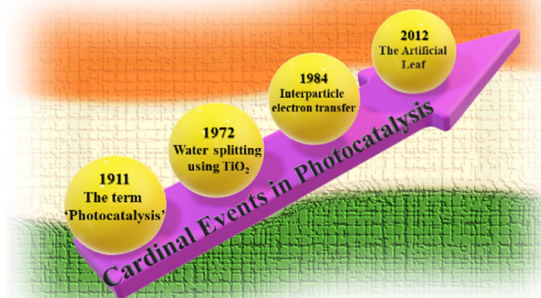 1911
The term
'Photocatalysis'
1972
Water splitting
using TiO₂
1984
Interparticle
electron transfer
2012
The Artificial
Leaf
Cardinal Events in Photocatalysis